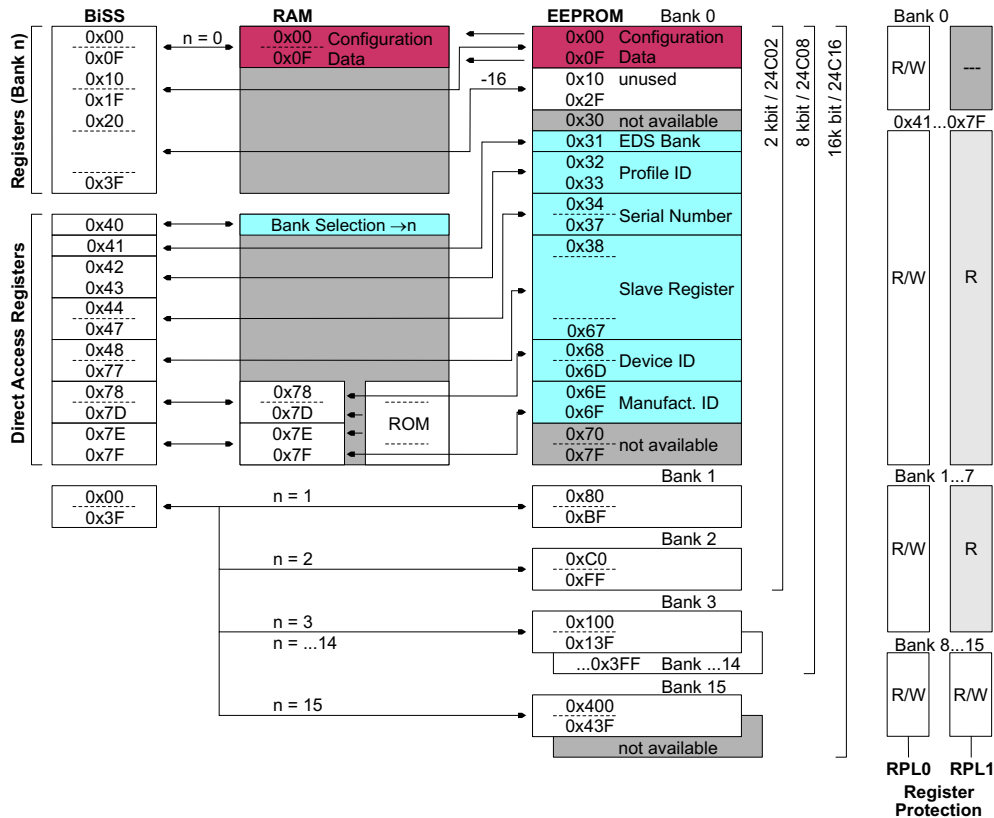 BiSS RAM EEPROM Bank 0 Bank 0
Registers (Bank n)
0x00
0x0F
0x10
0x1F
0x20
0x3F
n = 0
0x00 Configuration
0x0F Data
-16
0x00 Configuration
0x0F Data
0x10 unused
0x2F
0x30 not available
0x31 EDS Bank
0x32
0x33
Profile ID
0x34
0x37
Serial Number
0x38
Slave Register
0x67
0x68
0x6D
Device ID
0x6E
0x6F
Manufact. ID
0x70
0x7F
not available
Direct Access Registers
0x40
0x41
0x42
0x43
0x44
0x47
0x48
0x77
0x78
0x7D
0x7E
0x7F
Bank Selection →n
0x78
0x7D
0x7E
0x7F
ROM
0x00
0x3F
n = 1
Bank 1
0x80
0xBF
n = 2
Bank 2
0xC0
0xFF
n = 3
n = ...14
Bank 3
0x100
0x13F
...0x3FF Bank ...14
n = 15
Bank 15
0x400
0x43F
not available
2 kbit / 24C02
8 kbit / 24C08
16k bit / 24C16
R/W ---
0x41...0x7F
R/W R
Bank 1...7
R/W R
Bank 8...15
R/W R/W
RPL0 RPL1
Register
Protection